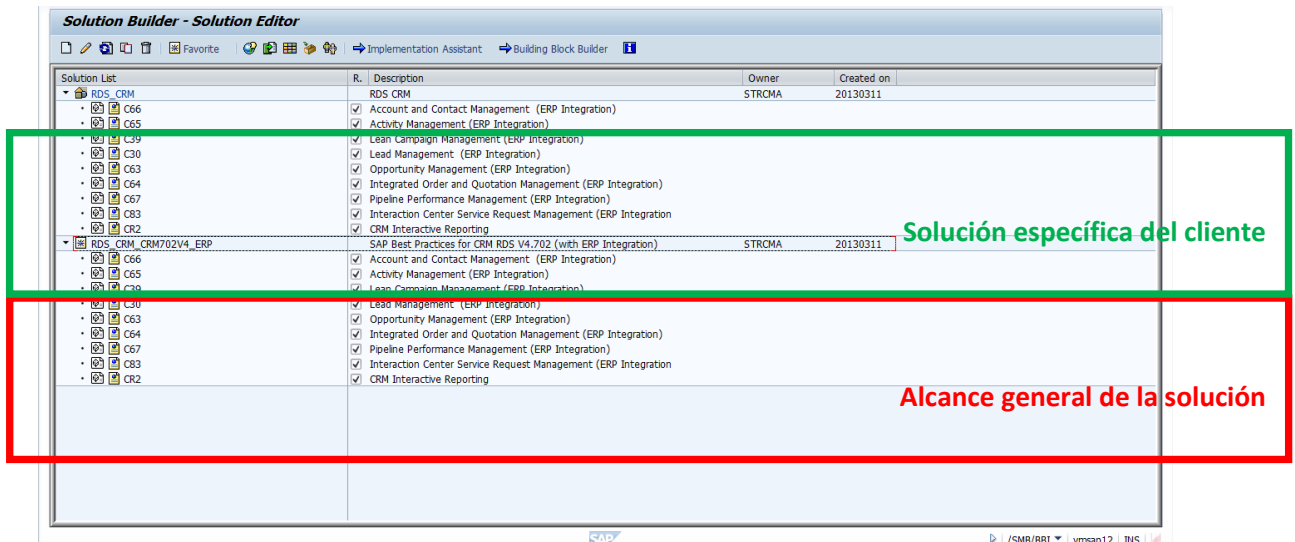 Solution Builder - Solution Editor
Favorite Implementation Assistant Building Block Builder
Solution List R. Description Owner Created on
RDS_CRM RDS CRM STRCMA 20130311
C66 Account and Contact Management (ERP Integration)
C65 Activity Management (ERP Integration)
C39 Lean Campaign Management (ERP Integration)
C30 Lead Management (ERP Integration)
C63 Opportunity Management (ERP Integration)
C64 Integrated Order and Quotation Management (ERP Integration)
C67 Pipeline Performance Management (ERP Integration)
C83 Interaction Center Service Request Management (ERP Integration
CR2 CRM Interactive Reporting
Solución específica del cliente
RDS_CRM_CRM702V4_ERP SAP Best Practices for CRM RDS V4.702 (with ERP Integration) STRCMA 20130311
C66 Account and Contact Management (ERP Integration)
C65 Activity Management (ERP Integration)
C39 Lean Campaign Management (ERP Integration)
C30 Lead Management (ERP Integration)
C63 Opportunity Management (ERP Integration)
C64 Integrated Order and Quotation Management (ERP Integration)
C67 Pipeline Performance Management (ERP Integration)
C83 Interaction Center Service Request Management (ERP Integration
CR2 CRM Interactive Reporting
Alcance general de la solución
SAP /SMB/BBI vmsap12 INS